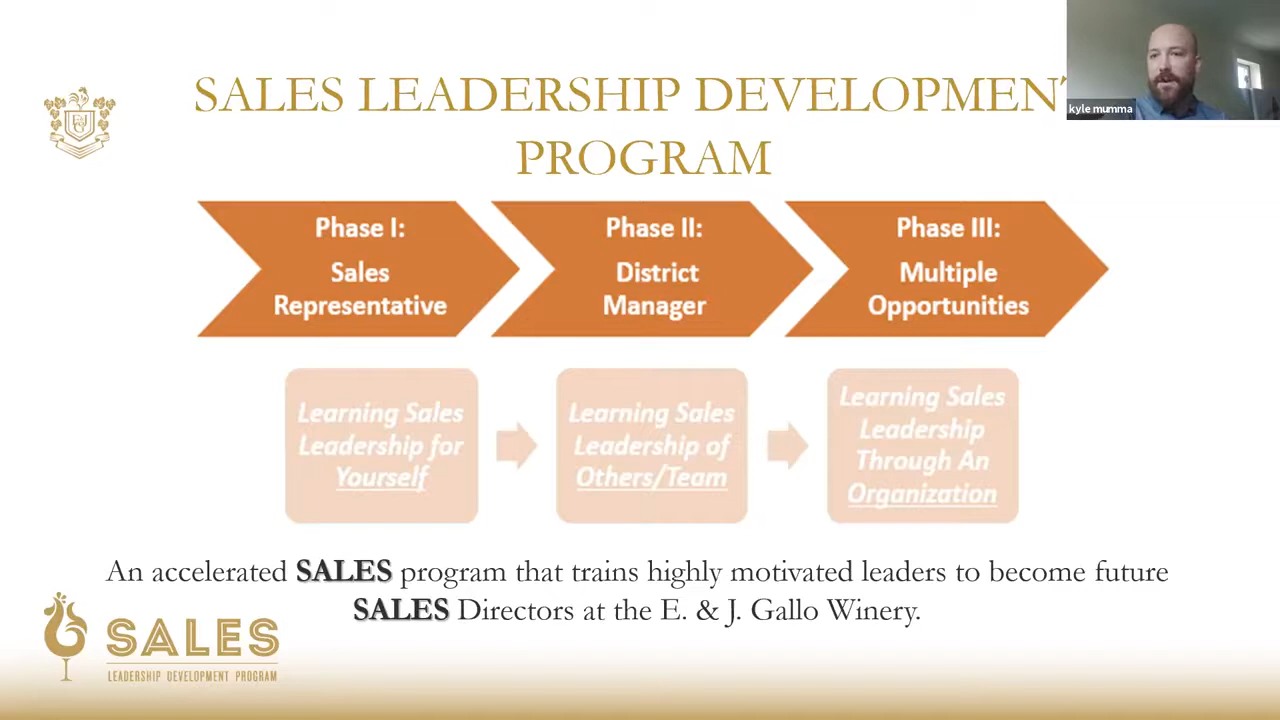 SALES LEADERSHIP DEVELOPMENT
PROGRAM
kyle mumma
Phase I:
Sales
Representative
Phase II:
District
Manager
Phase III:
Multiple
Opportunities
Learning Sales
Leadership for
Yourself
Learning Sales
Leadership of
Others/Team
Learning Sales
Leadership
Through An
Organization
An accelerated SALES program that trains highly motivated leaders to become future
SALES Directors at the E. & J. Gallo Winery.
SALES
LEADERSHIP DEVELOPMENT PROGRAM